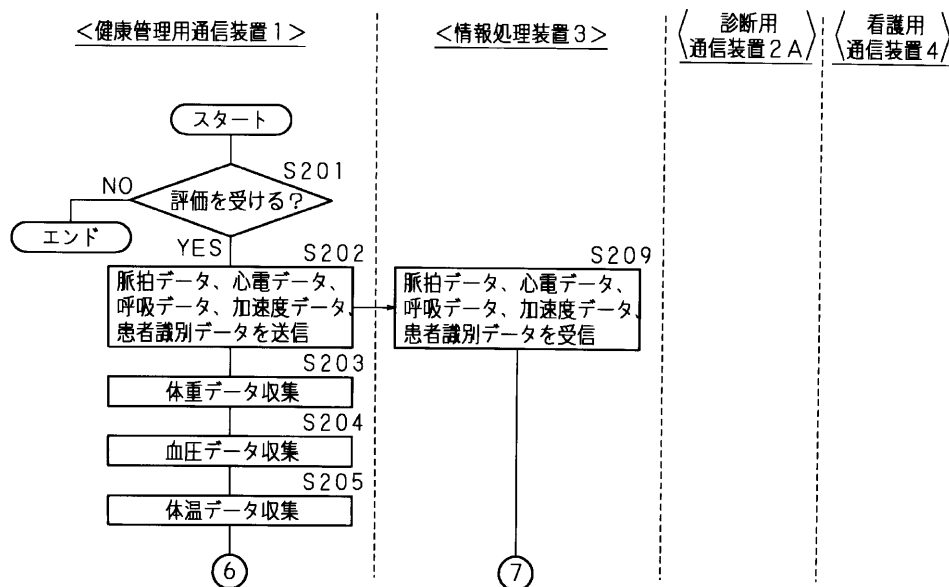 <健康管理用通信装置1>
<情報処理装置3>
<診断用
通信装置2A>
<看護用
通信装置4>
スタート
S201
評価を受ける?
NO
エンド
YES
S202
脈拍データ、心電データ、
呼吸データ、加速度データ、
患者識別データを送信
S209
脈拍データ、心電データ、
呼吸データ、加速度データ、
患者識別データを受信
S203
体重データ収集
S204
血圧データ収集
S205
体温データ収集
6
7